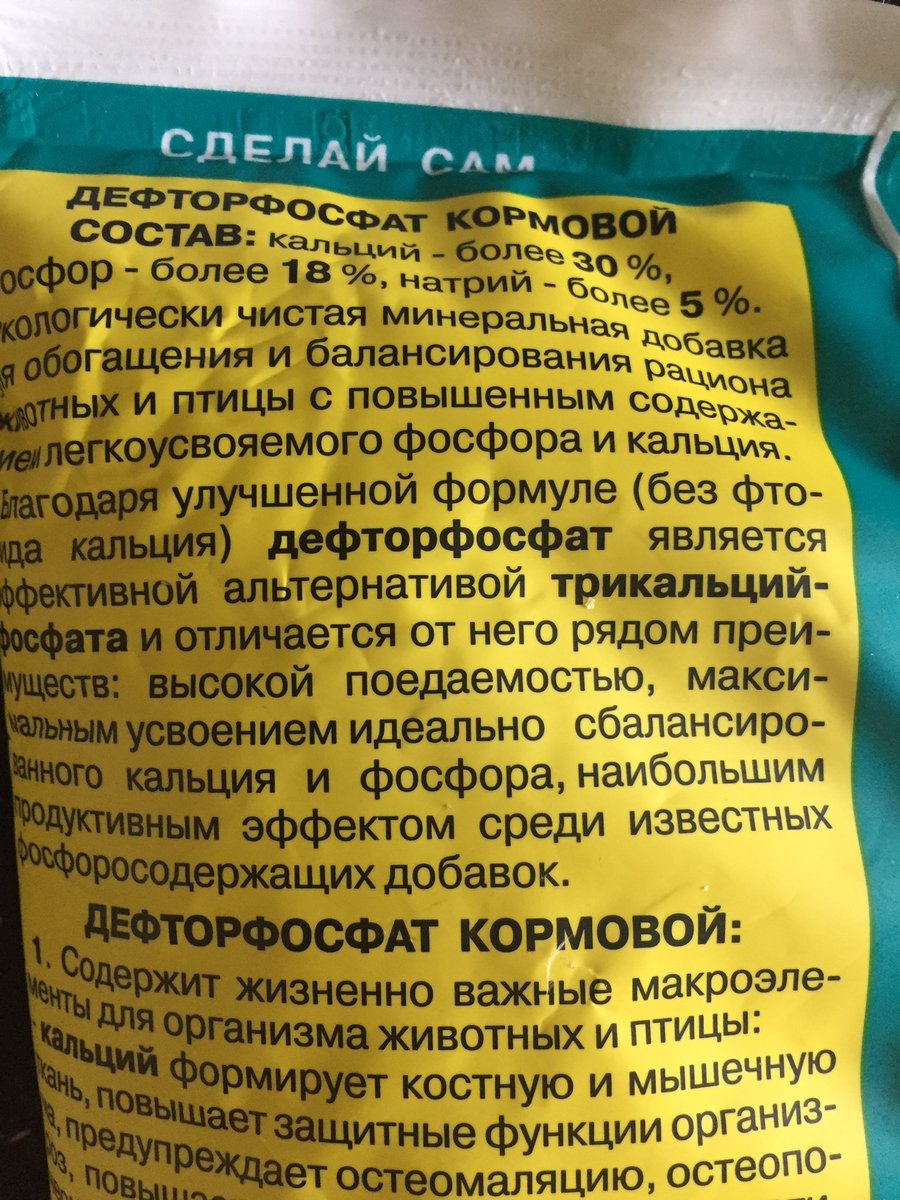 СДЕЛАЙ САМ
ДЕФТОРФОСФАТ КОРМОВОЙ
СОСТАВ: кальций - более 30 %,
осфор - более 18 %, натрий - более 5 %.
кологически чистая минеральная добавка
я обогащения и балансирования рациона
животных и птицы с повышенным содержа-
ием легкоусвояемого фосфора и кальция.
Благодаря улучшенной формуле (без фто-
ида кальция) дефторфосфат является
ффективной альтернативой трикальций-
фосфата и отличается от него рядом преи-
муществ: высокой поедаемостью, макси-
мальным усвоением идеально сбалансиро-
ванного кальция и фосфора, наибольшим
продуктивным эффектом среди известных
фосфоросодержащих добавок.
ДЕФТОРФОСФАТ КОРМОВОЙ:
1. Содержит жизненно важные макроэле-
менты для организма животных и птицы:
- кальций формирует костную и мышечную
ткань, повышает защитные функции организ-
а, предупреждает остеомаляцию, остеопо-
оз, повыша